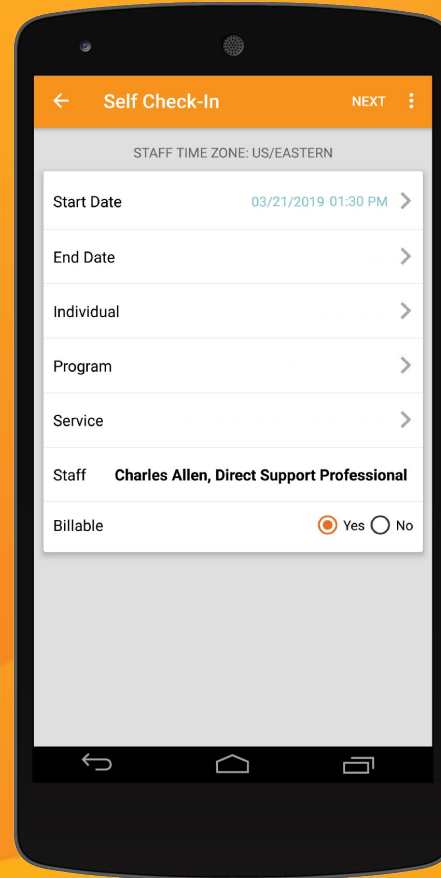 Self Check-In NEXT
STAFF TIME ZONE: US/EASTERN
Start Date 03/21/2019 01:30 PM
End Date
Individual
Program
Service
Staff Charles Allen, Direct Support Professional
Billable Yes No